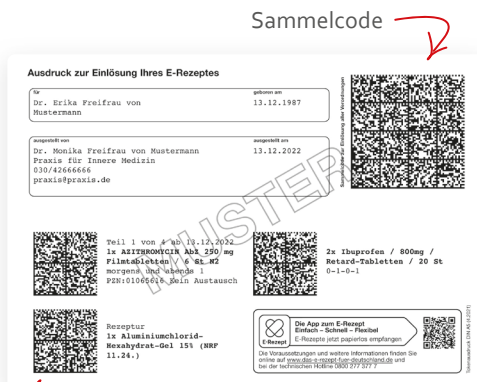 Sammelcode
Ausdruck zur Einlösung Ihres E-Rezeptes
für
Dr. Erika Freifrau von
Mustermann
geboren am
13.12.1987
ausgestellt von
Dr. Monika Freifrau von Mustermann
Praxis für Innere Medizin
030/42666666
praxis@praxis.de
ausgestellt am
13.12.2022
Sammelcode zur Einlösung aller Verordnungen
MUSTER
Teil 1 von 4 ab 13.12.2022
1x AZITHROMYCIN AbZ 250 mg
Filmtabletten / 6 St N2
morgens und abends 1
PZN:01065616 Kein Austausch
2x Ibuprofen / 800mg /
Retard-Tabletten / 20 St
0-1-0-1
Rezeptur
1x Aluminiumchlorid-
Hexahydrat-Gel 15% (NRF
11.24.)
E-Rezept
Die App zum E-Rezept
Einfach – Schnell – Flexibel
E-Rezepte jetzt papierlos empfangen
Die Voraussetzungen und weitere Informationen finden Sie
online auf www.das-e-rezept-fuer-deutschland.de und
bei der technischen Hotline 0800 277 377 7